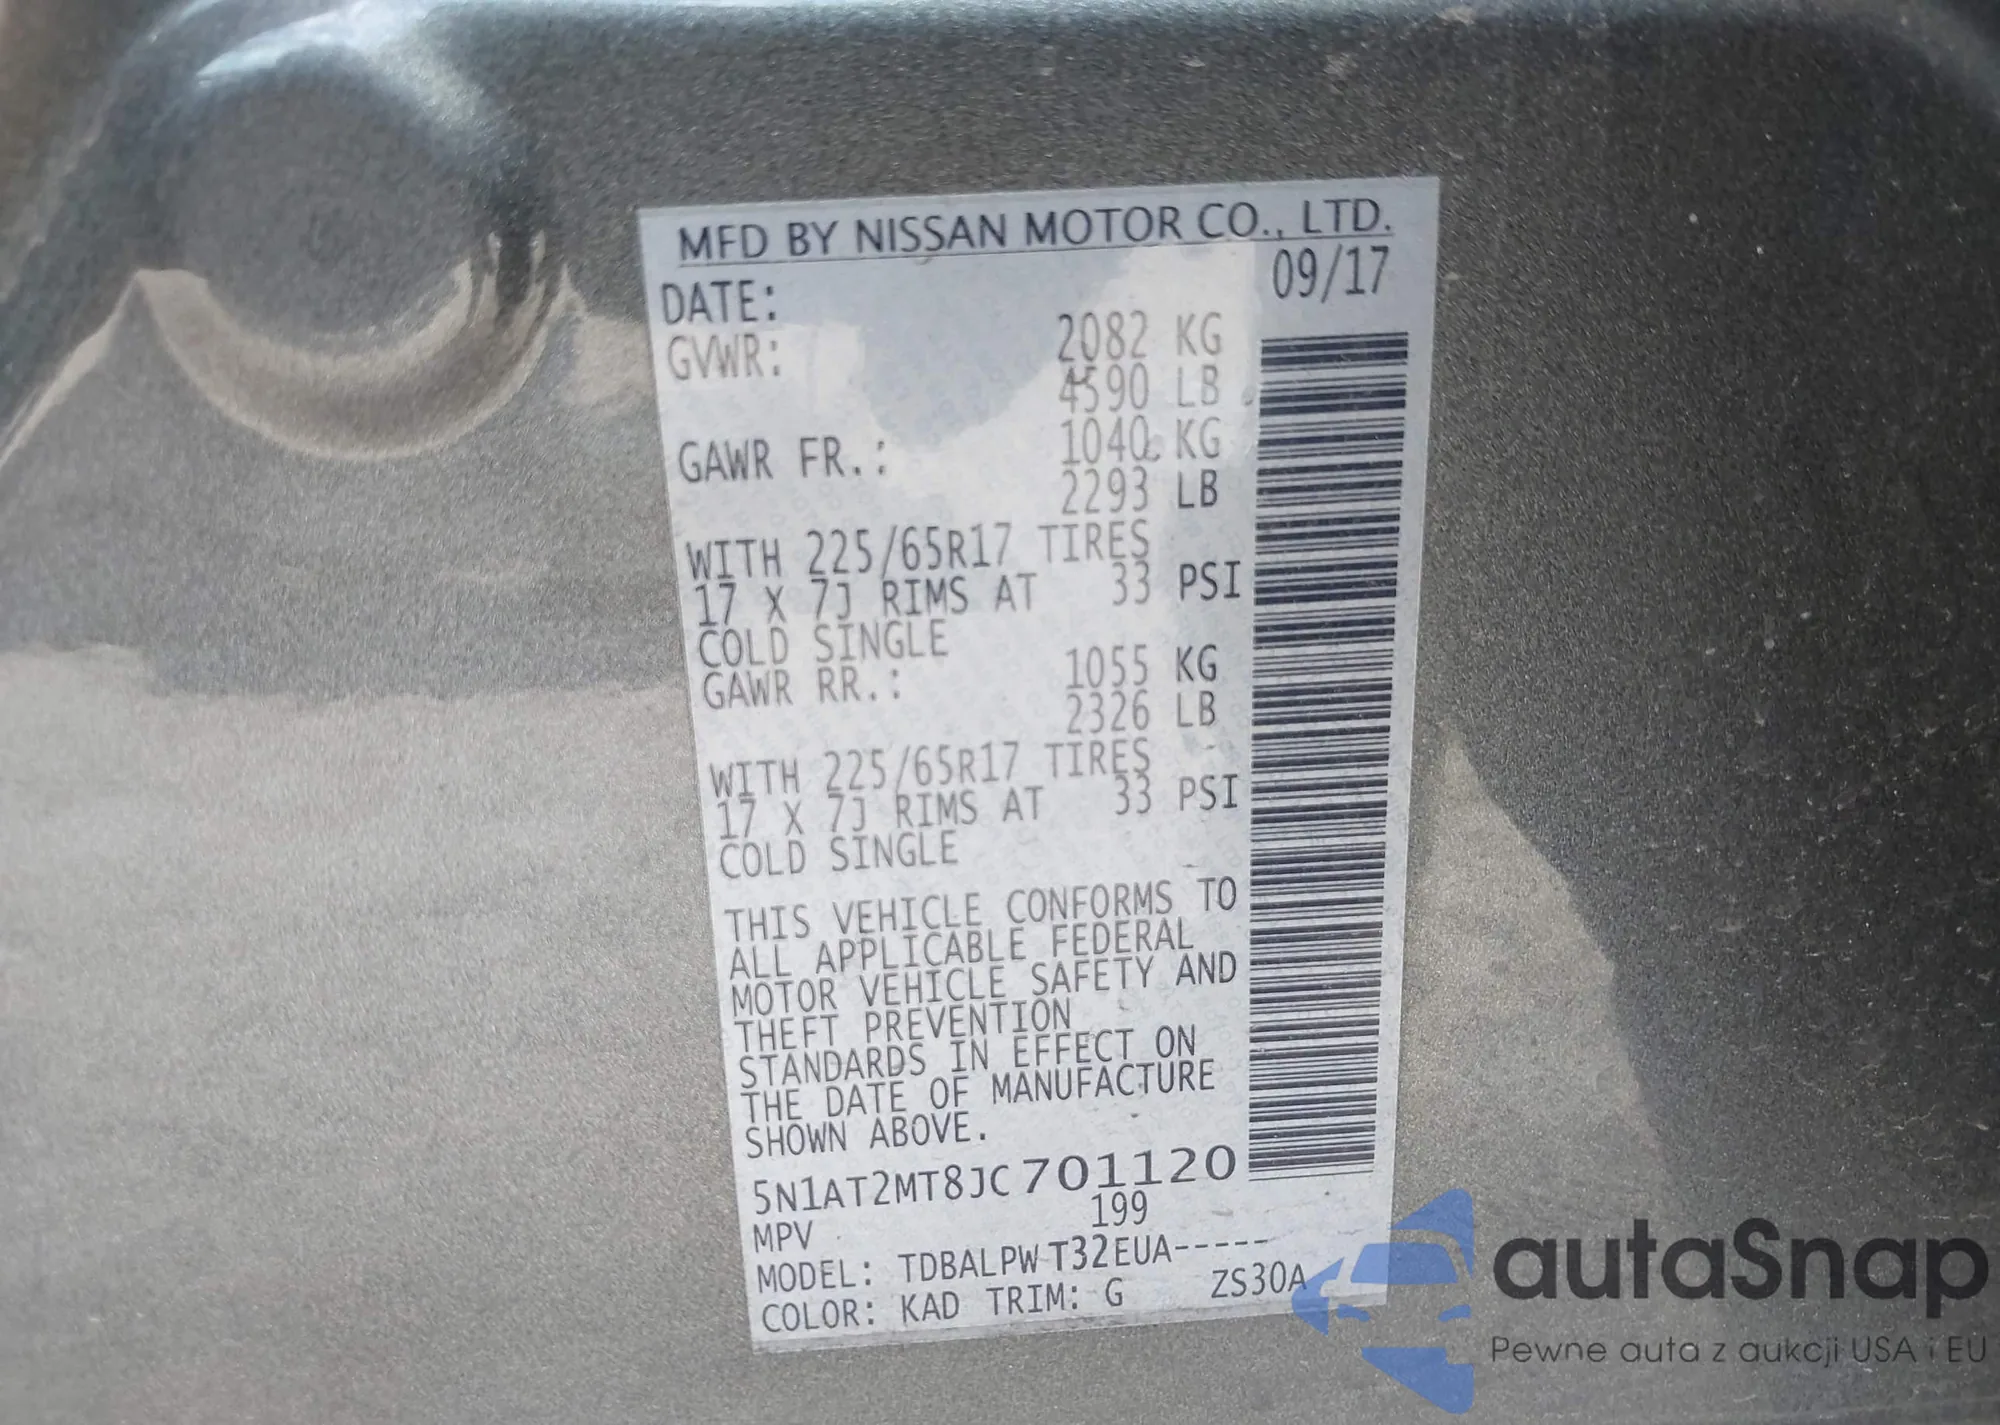 MFD BY NISSAN MOTOR CO., LTD.
DATE: 09/17
GVWR: 2082 KG
4590 LB
GAWR FR.: 1040 KG
2293 LB
WITH 225/65R17 TIRES
17 X 7J RIMS AT 33 PSI
COLD SINGLE
GAWR RR.: 1055 KG
2326 LB
WITH 225/65R17 TIRES
17 X 7J RIMS AT 33 PSI
COLD SINGLE
THIS VEHICLE CONFORMS TO
ALL APPLICABLE FEDERAL
MOTOR VEHICLE SAFETY AND
THEFT PREVENTION
STANDARDS IN EFFECT ON
THE DATE OF MANUFACTURE
SHOWN ABOVE.
5N1AT2MT8JC701120
MPV 199
MODEL: TDBALPW T32EUA-----
COLOR: KAD TRIM: G ZS30A
autaSnap
Pewne auta z aukcji USA i EU